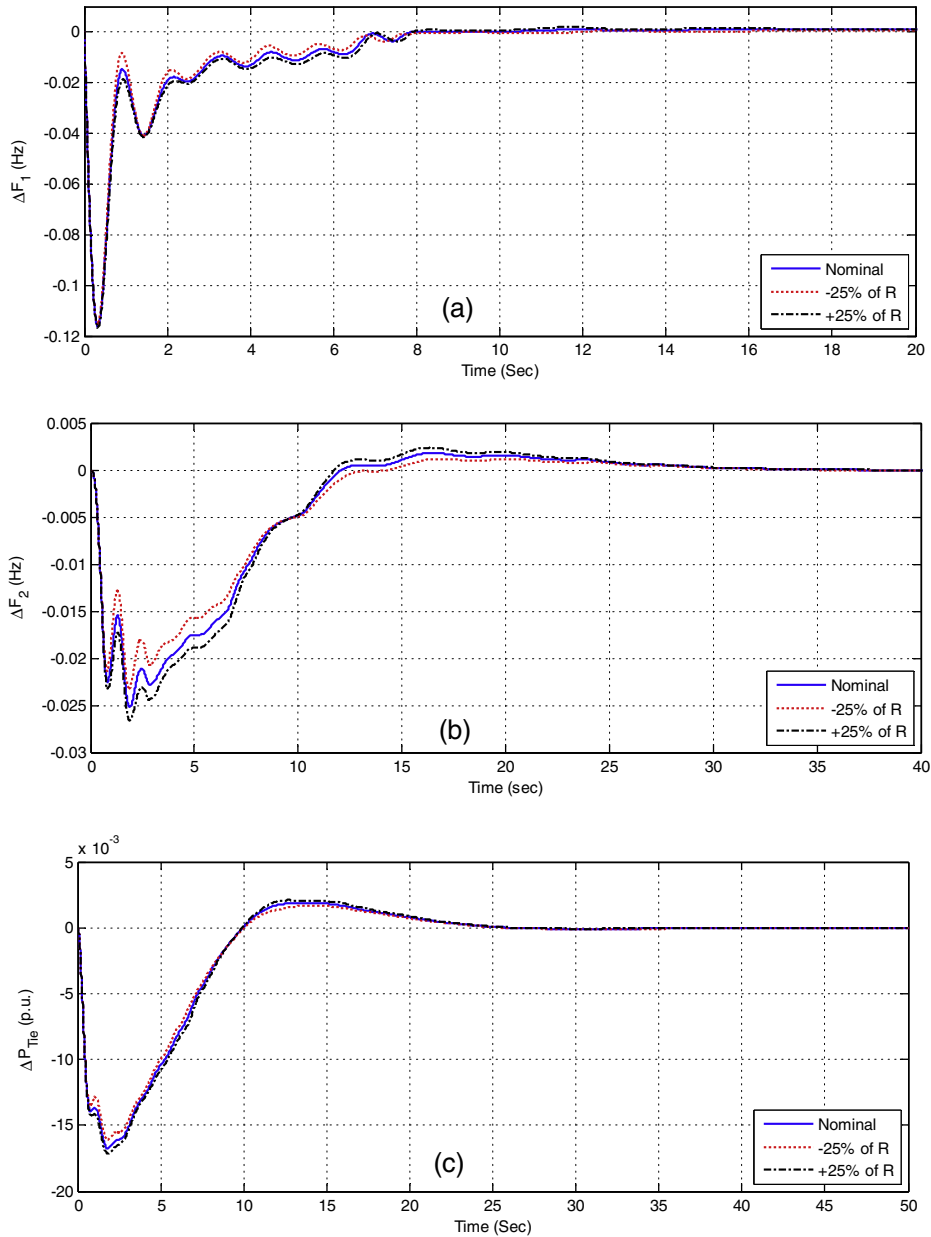 0
-0.02
-0.04
-0.06
-0.08
-0.1
-0.12
ΔF1 (Hz)
0 2 4 6 8 10 12 14 16 18 20
Time (Sec)
(a)
Nominal
-25% of R
+25% of R
0.005
0
-0.005
-0.01
-0.015
-0.02
-0.025
-0.03
ΔF2 (Hz)
0 5 10 15 20 25 30 35 40
Time (sec)
(b)
Nominal
-25% of R
+25% of R
x 10-3
5
0
-5
-10
-15
-20
ΔPTie (p.u.)
0 5 10 15 20 25 30 35 40 45 50
Time (Sec)
(c)
Nominal
-25% of R
+25% of R